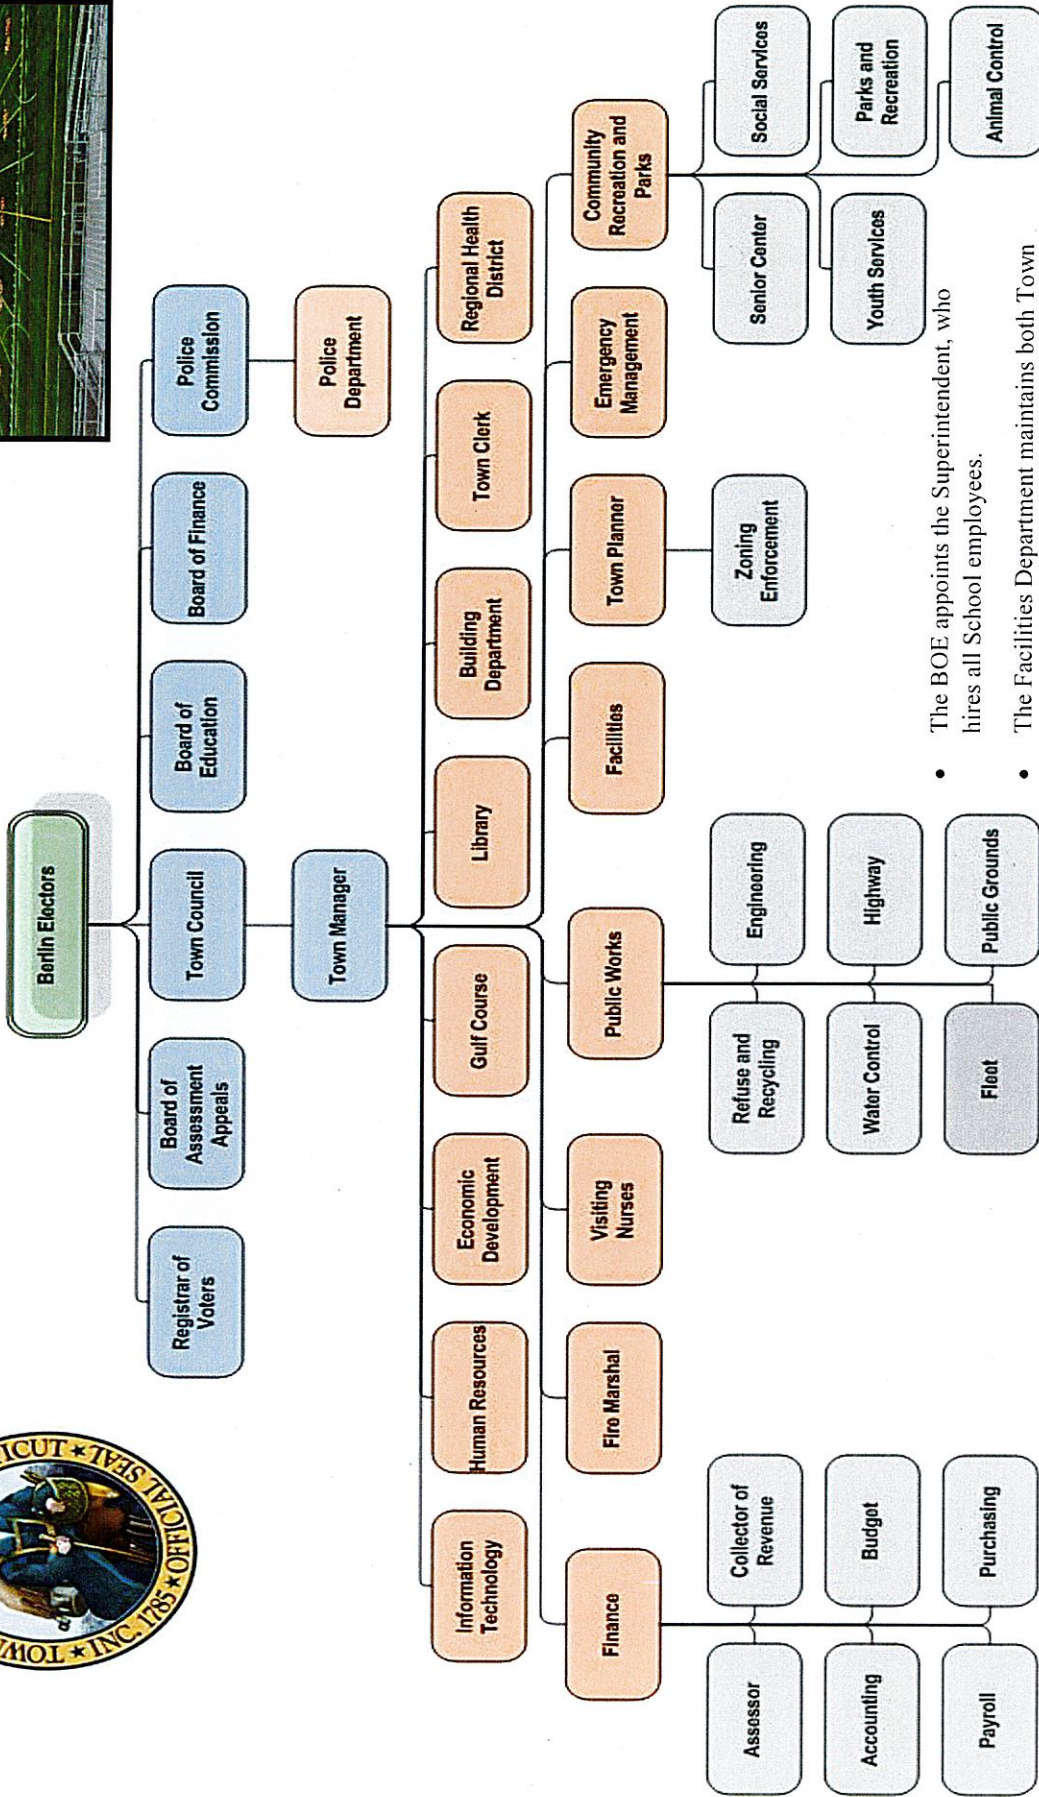 TOWN
ICUT ★ OFFICIAL SEAL
★ INC. 1785 ★
Berlin Electors
Registrar of
Voters
Board of
Assessment
Appeals
Town Council
Board of
Education
Board of Finance
Police
Commission
Town Manager
Police
Department
Information
Technology
Human Resources
Economic
Development
Gulf Course
Library
Building
Department
Town Clerk
Regional Health
District
Finance
Fire Marshal
Visiting
Nurses
Public Works
Facilities
Town Planner
Emergency
Management
Community
Recreation and
Parks
Assessor
Collector of
Revenue
Refuse and
Recycling
Engineering
Zoning
Enforcement
Senior Center
Social Services
Accounting
Budget
Water Control
Highway
Youth Services
Parks and
Recreation
Payroll
Purchasing
Fleet
Public Grounds
Animal Control
• The BOE appoints the Superintendent, who
hires all School employees.
• The Facilities Department maintains both Town